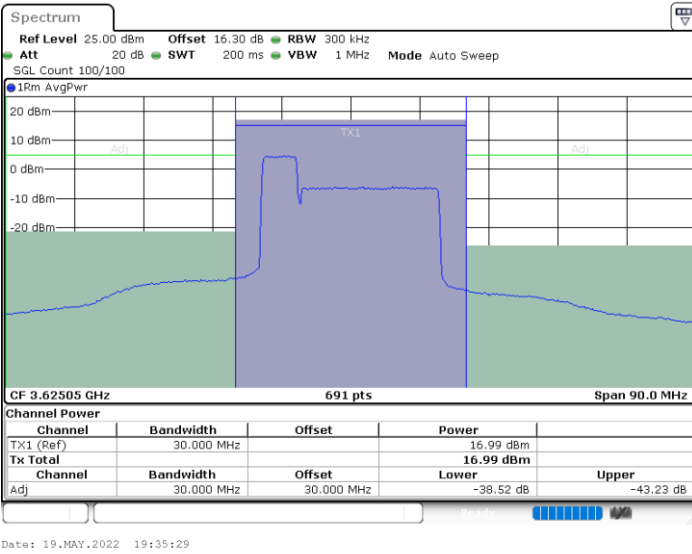 Spectrum
Ref Level 25.00 dBm Offset 16.30 dB RBW 300 kHz
Att 20 dB SWT 200 ms VBW 1 MHz Mode Auto Sweep
SGL Count 100/100
1Rm AvgPwr
20 dBm
TX1
10 dBm
Adj Adj
0 dBm
-10 dBm
-20 dBm
CF 3.62505 GHz 691 pts Span 90.0 MHz
Channel Power
Channel Bandwidth Offset Power
TX1 (Ref) 30.000 MHz 16.99 dBm
Tx Total 16.99 dBm
Channel Bandwidth Offset Lower Upper
Adj 30.000 MHz 30.000 MHz -38.52 dB -43.23 dB
Ready
Date: 19.MAY.2022 19:35:29